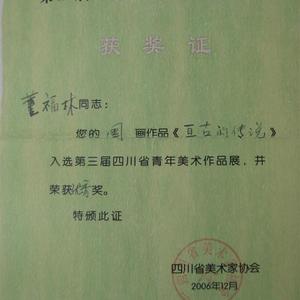 获奖证
董福林同志：
您的国画作品《亘古的传说》
入选第三届四川省青年美术作品展，并
荣获优秀奖。
特颁此证
四川省美术家协会
2006年12月